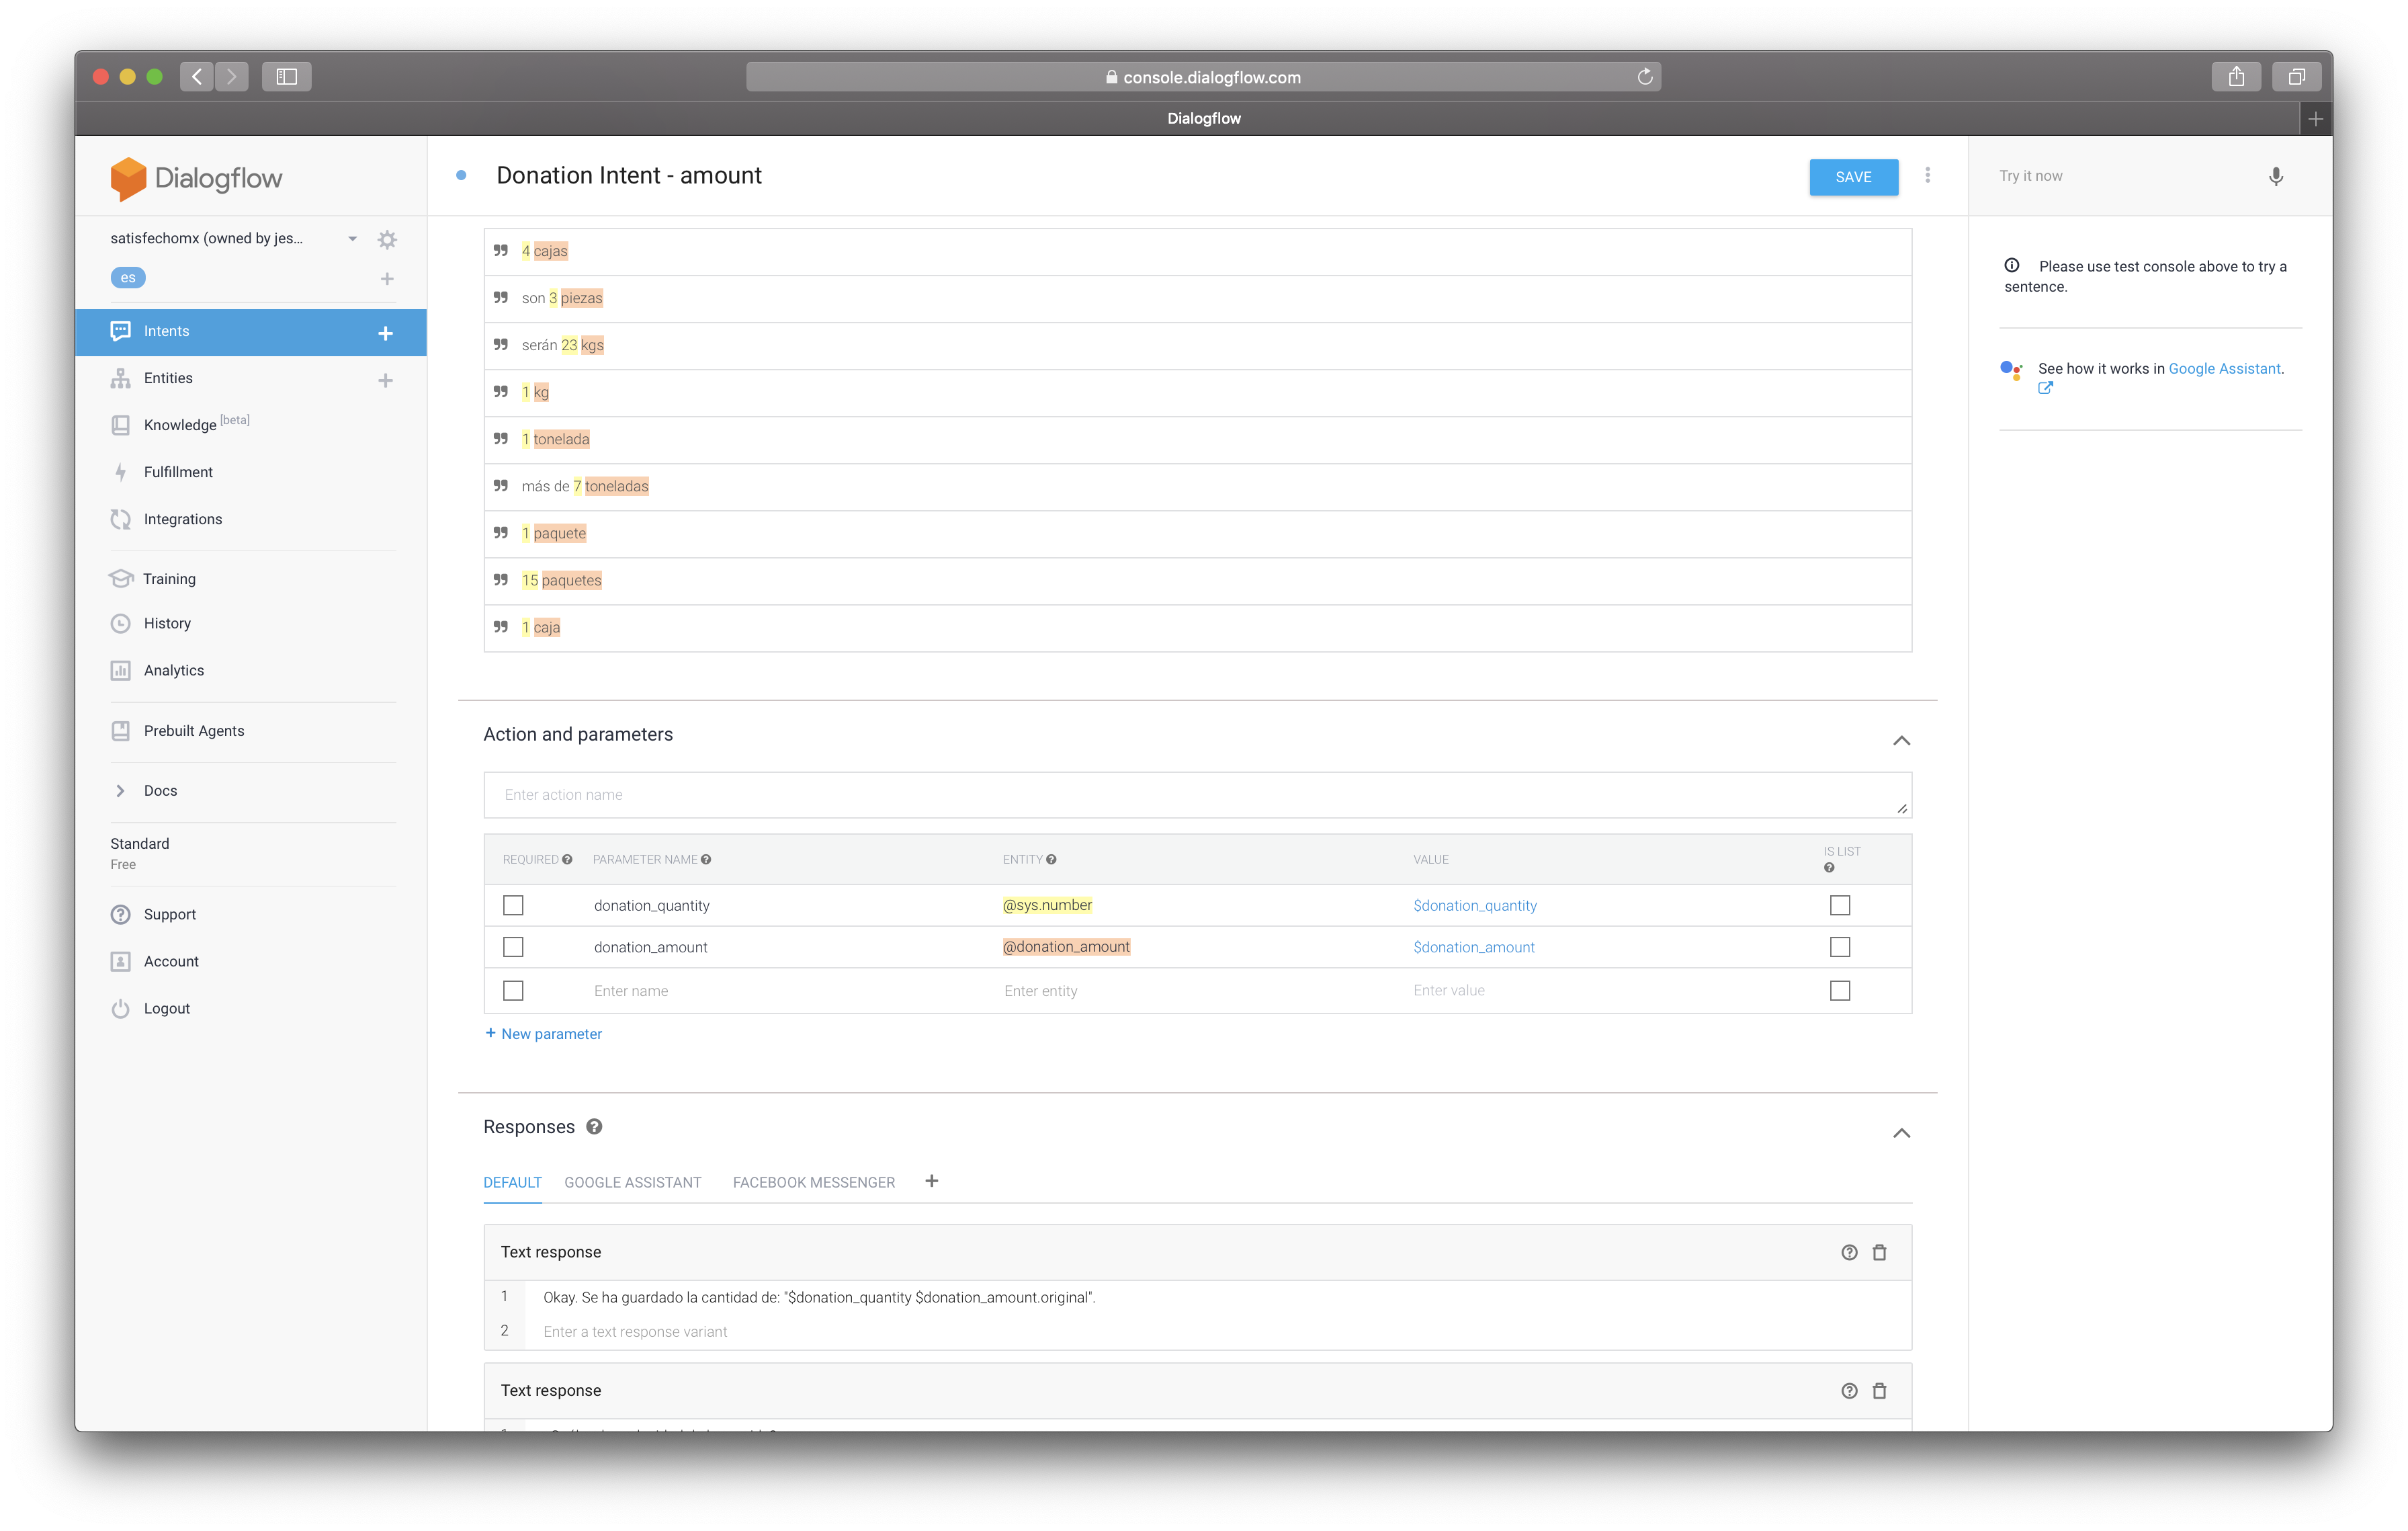 console.dialogflow.com
Dialogflow
Dialogflow
satisfechomx (owned by jes...
es
Intents
Entities
Knowledge [beta]
Fulfillment
Integrations
Training
History
Analytics
Prebuilt Agents
Docs
Standard
Free
Support
Account
Logout
Donation Intent - amount
SAVE
4 cajas
son 3 piezas
serán 23 kgs
1 kg
1 tonelada
más de 7 toneladas
1 paquete
15 paquetes
1 caja
Action and parameters
Enter action name
REQUIRED PARAMETER NAME ENTITY VALUE IS LIST
donation_quantity @sys.number $donation_quantity
donation_amount @donation_amount $donation_amount
Enter name Enter entity Enter value
+ New parameter
Responses
DEFAULT GOOGLE ASSISTANT FACEBOOK MESSENGER +
Text response
1 Okay. Se ha guardado la cantidad de: "$donation_quantity $donation_amount.original".
2 Enter a text response variant
Text response
Try it now
Please use test console above to try a
sentence.
See how it works in Google Assistant.